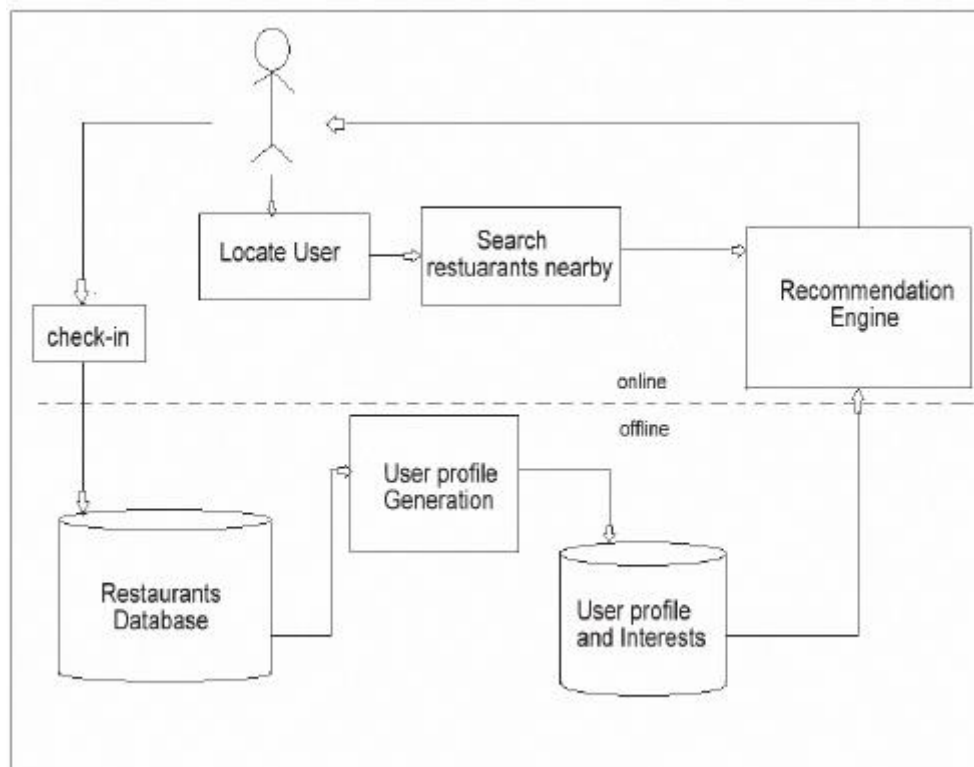 Locate User
Search
restuarants nearby
Recommendation
Engine
check-in
online
offline
User profile
Generation
Restaurants
Database
User profile
and Interests